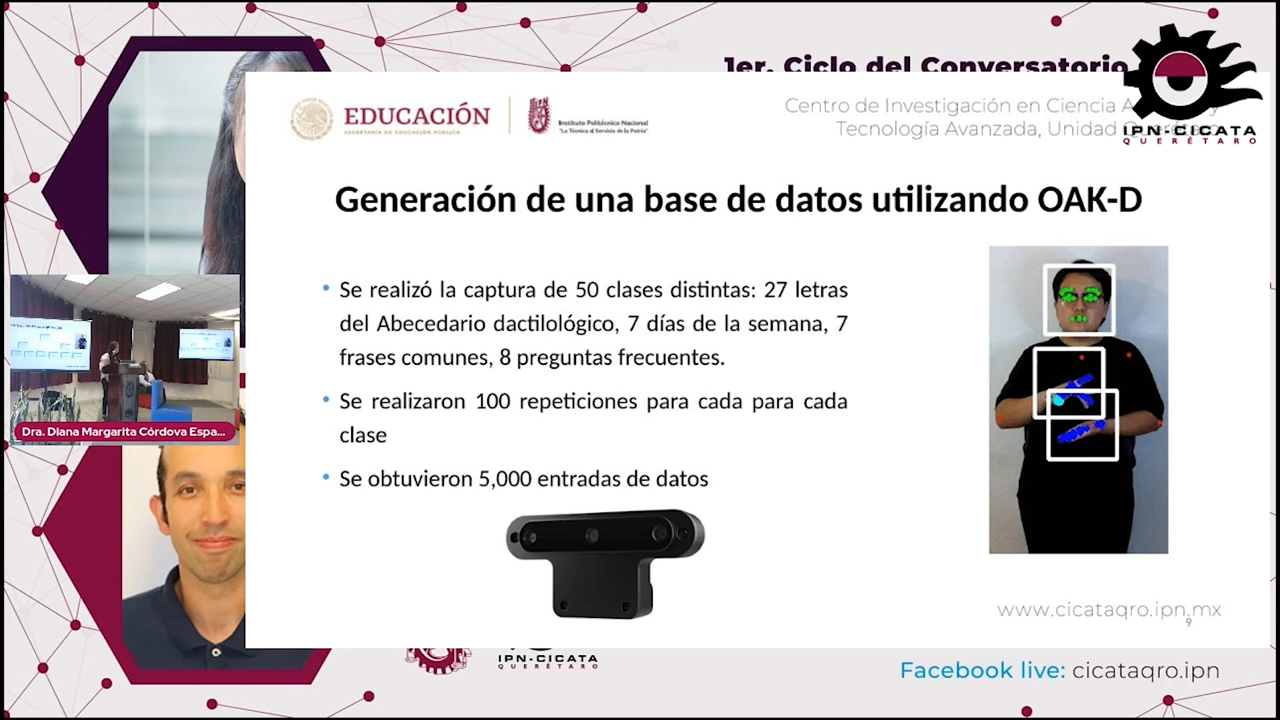 1er. Ciclo del Conversatorio
EDUCACIÓN
SECRETARÍA DE EDUCACIÓN PÚBLICA
Instituto Politécnico Nacional
"La Técnica al Servicio de la Patria"
Centro de Investigación en Ciencia A
Tecnología Avanzada, Unidad Querétaro
IPN-CICATA
QUERÉTARO
Generación de una base de datos utilizando OAK-D
• Se realizó la captura de 50 clases distintas: 27 letras
del Abecedario dactilológico, 7 días de la semana, 7
frases comunes, 8 preguntas frecuentes.
• Se realizaron 100 repeticiones para cada para cada
clase
• Se obtuvieron 5,000 entradas de datos
Dra. Diana Margarita Córdova Espa...
www.cicataqro.ipn.mx
9
IPN-CICATA
QUERÉTARO
Facebook live: cicataqro.ipn